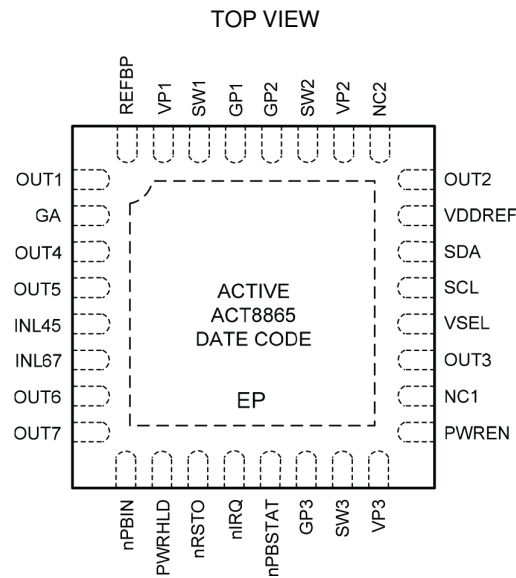 TOP VIEW
REFBP
VP1
SW1
GP1
GP2
SW2
VP2
NC2
OUT1
GA
OUT4
OUT5
INL45
INL67
OUT6
OUT7
ACTIVE
ACT8865
DATE CODE
EP
OUT2
VDDREF
SDA
SCL
VSEL
OUT3
NC1
PWREN
nPBIN
PWRHLD
nRSTO
nIRQ
nPBSTAT
GP3
SW3
VP3